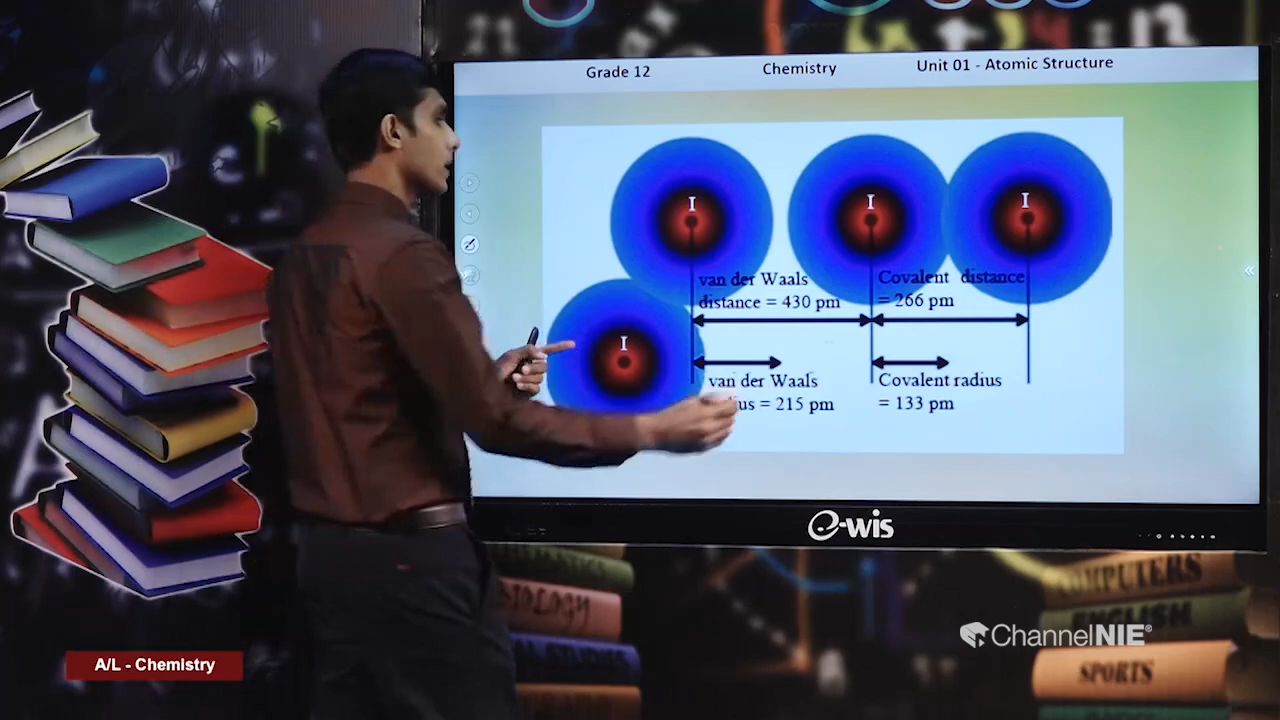 Grade 12 Chemistry Unit 01 - Atomic Structure
I I I
van der Waals
distance = 430 pm
Covalent distance
= 266 pm
I
van der Waals
= 215 pm
Covalent radius
= 133 pm
e-wis
COMPUTERS
ENGLISH
SPORTS
ChannelNIE®
A/L - Chemistry